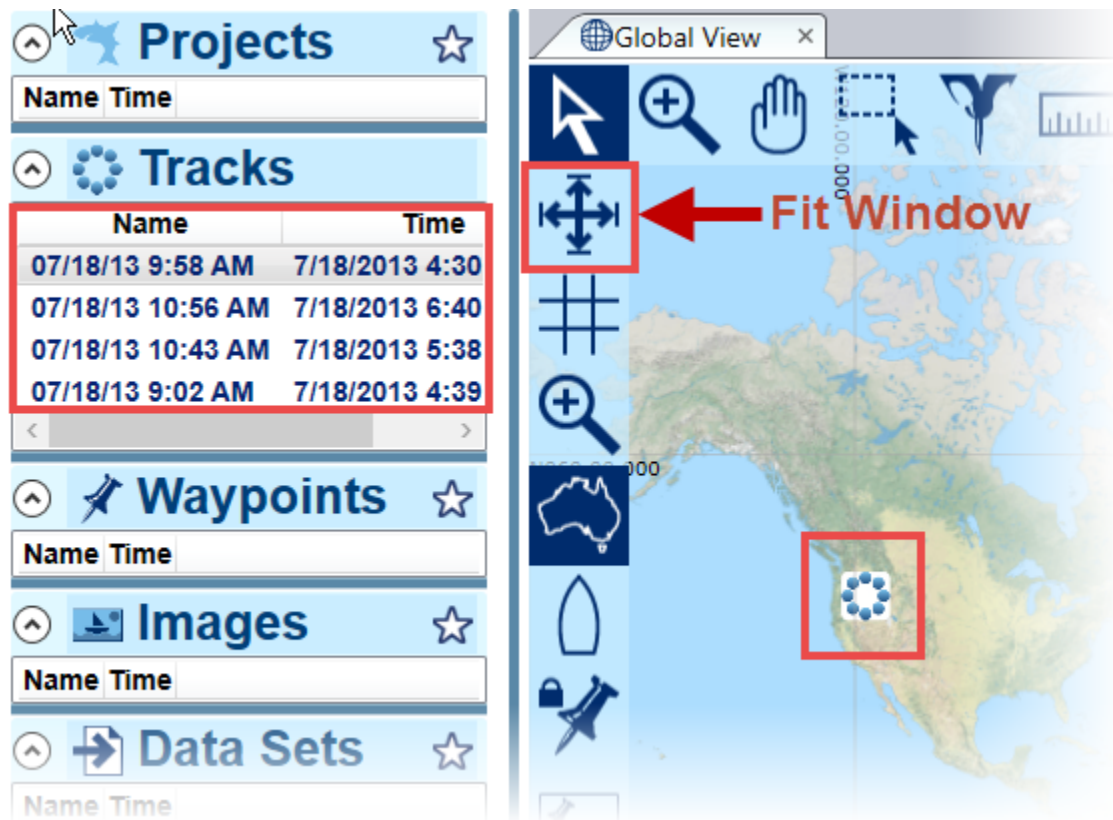 Projects
Name Time
Tracks
Name Time
07/18/13 9:58 AM 7/18/2013 4:30
07/18/13 10:56 AM 7/18/2013 6:40
07/18/13 10:43 AM 7/18/2013 5:38
07/18/13 9:02 AM 7/18/2013 4:39
Waypoints
Name Time
Images
Name Time
Data Sets
Name Time
Global View ×
W120.00.000
Fit Window